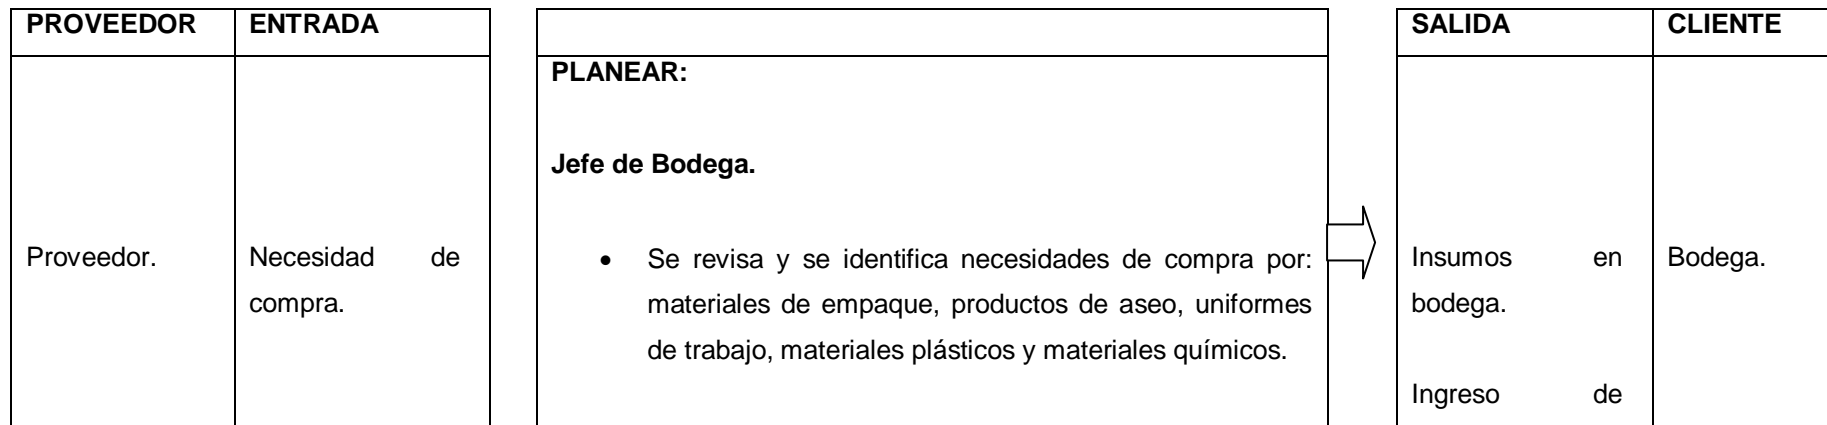 PROVEEDOR
ENTRADA
Proveedor.
Necesidad de
compra.
PLANEAR:
Jefe de Bodega.
• Se revisa y se identifica necesidades de compra por:
materiales de empaque, productos de aseo, uniformes
de trabajo, materiales plásticos y materiales químicos.
SALIDA
CLIENTE
Insumos en
bodega.
Ingreso de
Bodega.